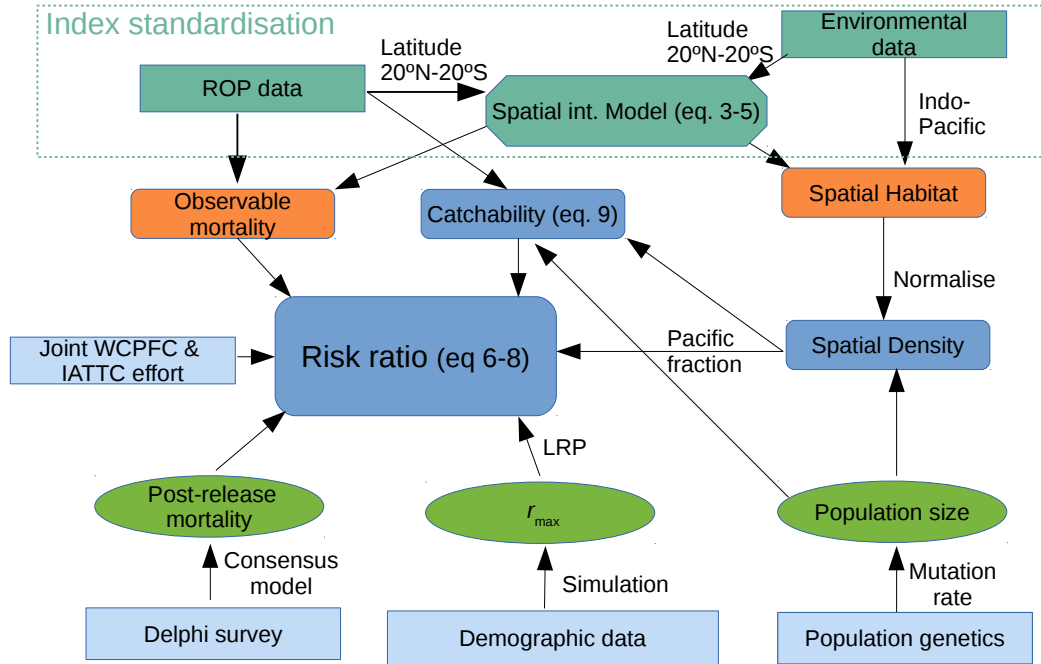 Index standardisation
Environmental
data
Latitude
20ºN-20ºS
Latitude
20ºN-20ºS
ROP data
Spatial int. Model (eq. 3-5)
Indo-
Pacific
Observable
mortality
Catchability (eq. 9)
Spatial Habitat
Normalise
Joint WCPFC &
IATTC effort
Risk ratio (eq 6-8)
Pacific
fraction
Spatial Density
LRP
Post-release
mortality
rmax
Population size
Consensus
model
Simulation
Mutation
rate
Delphi survey
Demographic data
Population genetics